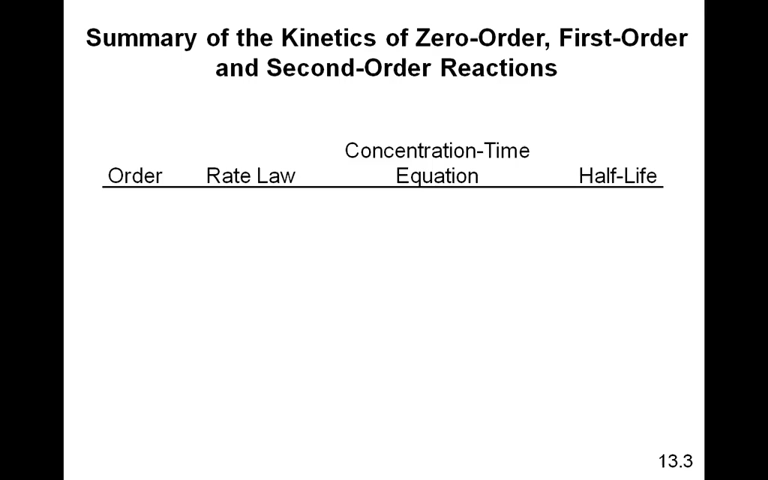 Summary of the Kinetics of Zero-Order, First-Order
and Second-Order Reactions
Concentration-Time
Order Rate Law Equation Half-Life
13.3